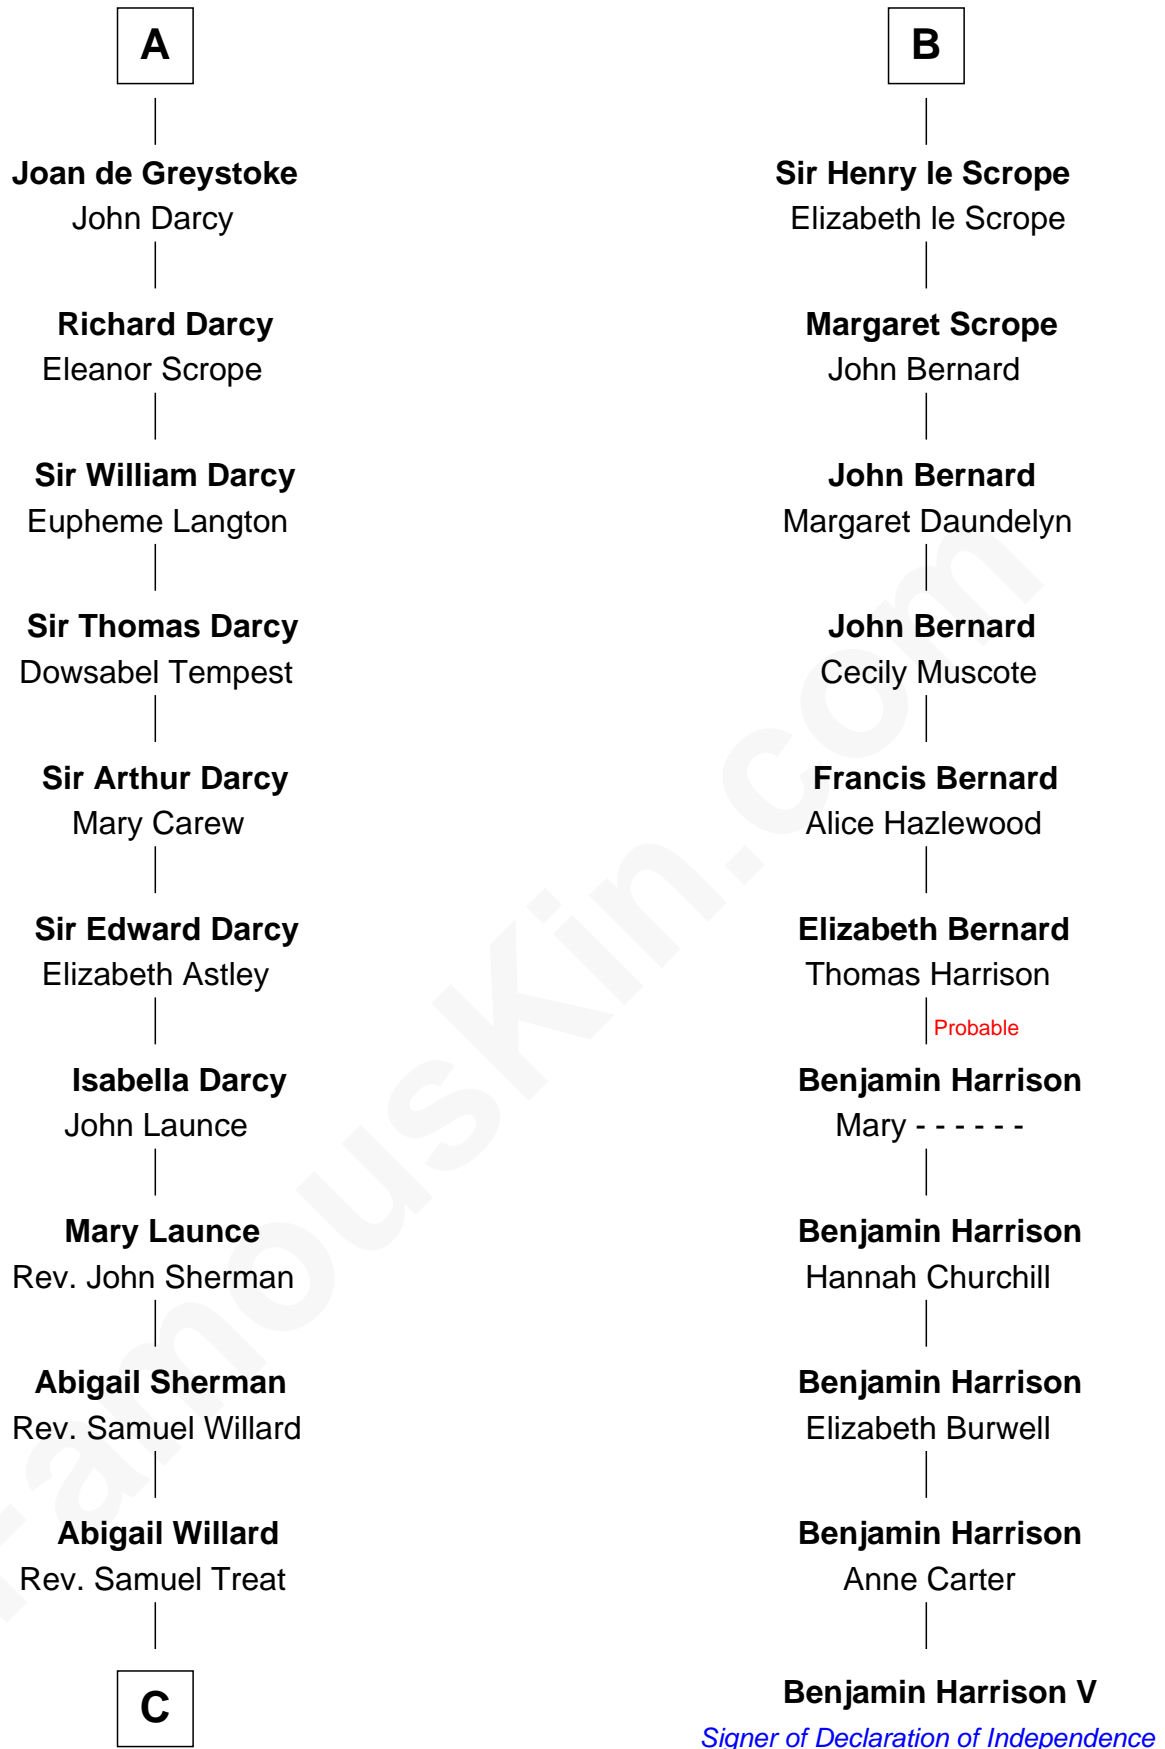 A
Joan de Greystoke
John Darcy
Richard Darcy
Eleanor Scrope
Sir William Darcy
Eupheme Langton
Sir Thomas Darcy
Dowsabel Tempest
Sir Arthur Darcy
Mary Carew
Sir Edward Darcy
Elizabeth Astley
Isabella Darcy
John Launce
Mary Launce
Rev. John Sherman
Abigail Sherman
Rev. Samuel Willard
Abigail Willard
Rev. Samuel Treat
C
B
Sir Henry le Scrope
Elizabeth le Scrope
Margaret Scrope
John Bernard
John Bernard
Margaret Daundelyn
John Bernard
Cecily Muscote
Francis Bernard
Alice Hazlewood
Elizabeth Bernard
Thomas Harrison
Probable
Benjamin Harrison
Mary - - - - - -
Benjamin Harrison
Hannah Churchill
Benjamin Harrison
Elizabeth Burwell
Benjamin Harrison
Anne Carter
Benjamin Harrison V
Signer of Declaration of Independence
FamousKin.com